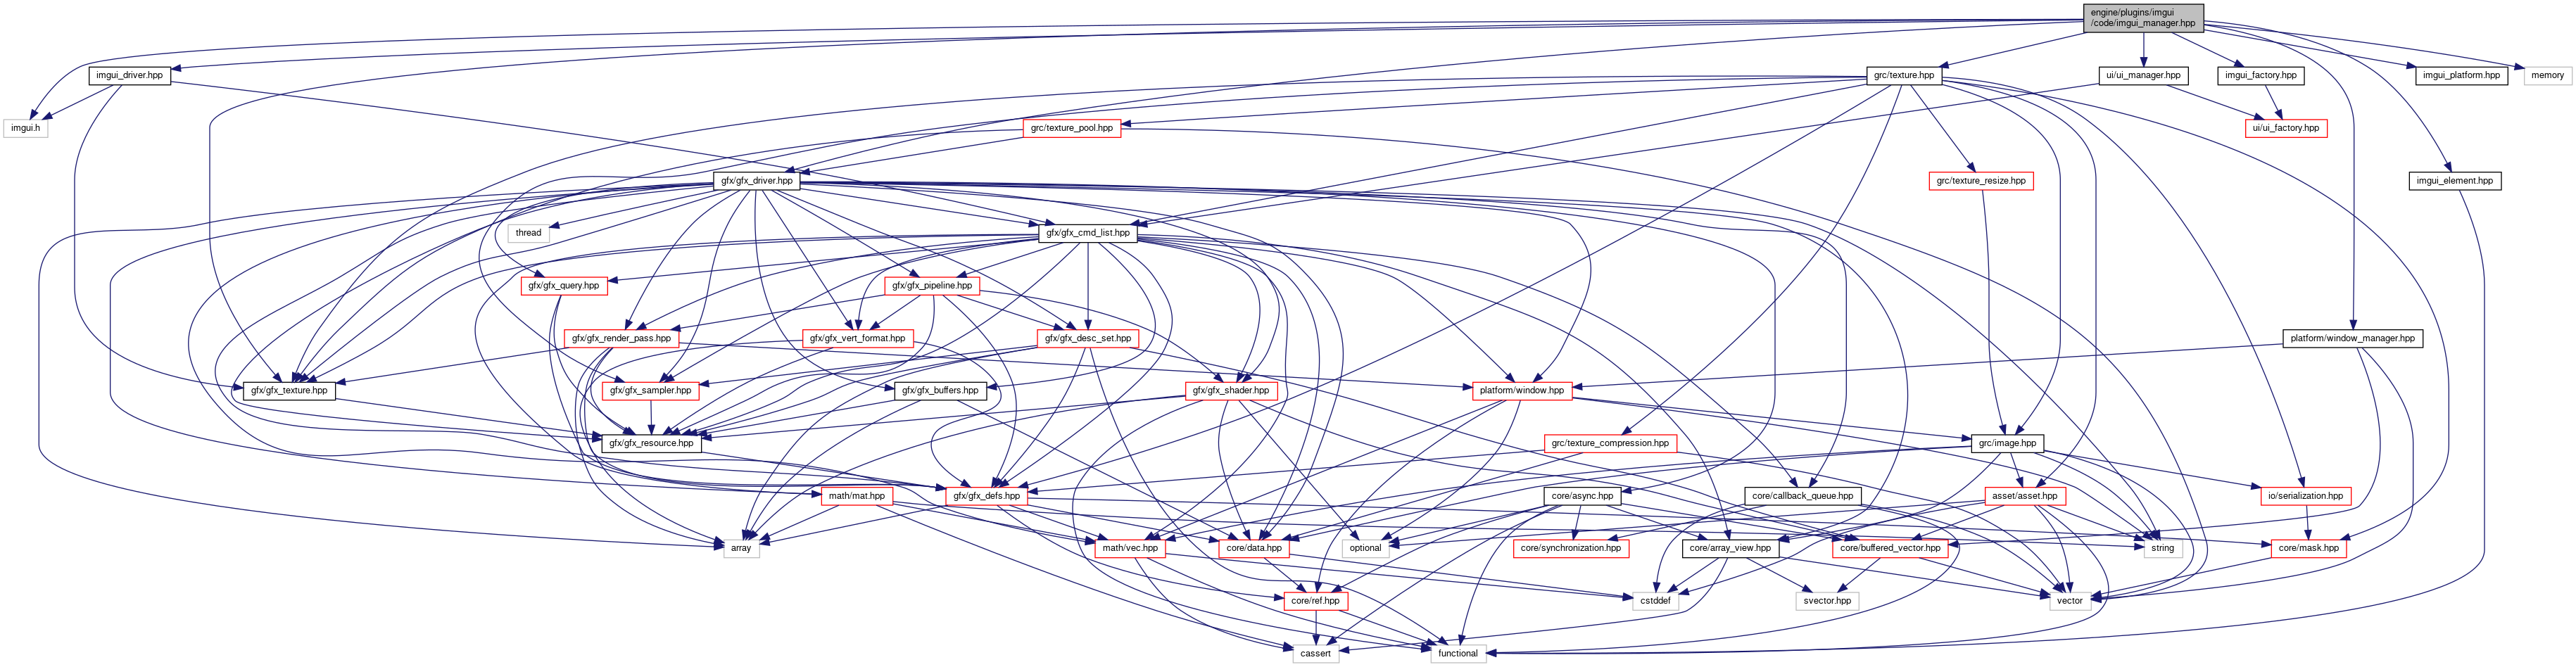 engine/plugins/imgui
/code/imgui_manager.hpp
imgui_driver.hpp
grc/texture.hpp
ui/ui_manager.hpp
imgui_factory.hpp
imgui_platform.hpp
memory
imgui.h
grc/texture_pool.hpp
ui/ui_factory.hpp
gfx/gfx_driver.hpp
grc/texture_resize.hpp
imgui_element.hpp
thread
gfx/gfx_cmd_list.hpp
gfx/gfx_query.hpp
gfx/gfx_pipeline.hpp
gfx/gfx_render_pass.hpp
gfx/gfx_vert_format.hpp
gfx/gfx_desc_set.hpp
platform/window_manager.hpp
gfx/gfx_texture.hpp
gfx/gfx_sampler.hpp
gfx/gfx_buffers.hpp
gfx/gfx_shader.hpp
platform/window.hpp
gfx/gfx_resource.hpp
grc/texture_compression.hpp
grc/image.hpp
math/mat.hpp
gfx/gfx_defs.hpp
core/async.hpp
core/callback_queue.hpp
asset/asset.hpp
io/serialization.hpp
array
math/vec.hpp
core/data.hpp
optional
core/synchronization.hpp
core/array_view.hpp
core/buffered_vector.hpp
string
core/mask.hpp
core/ref.hpp
cstddef
svector.hpp
vector
cassert
functional